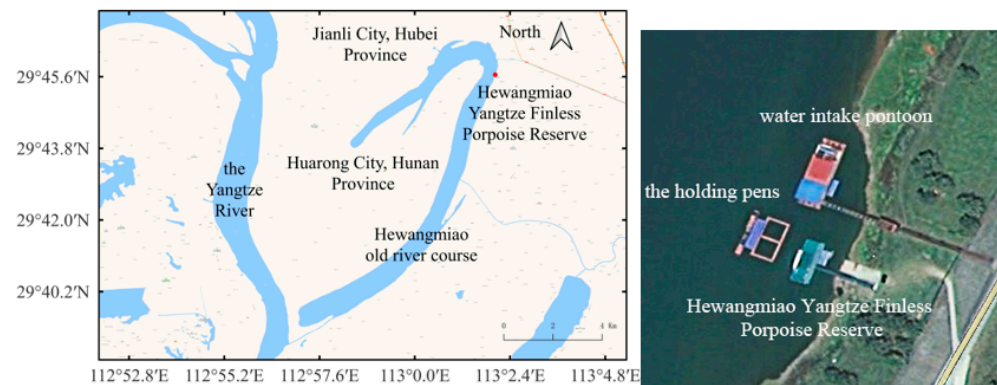 Jianli City, Hubei
Province
North
29°45.6′N
Hewangmiao
Yangtze Finless
Porpoise Reserve
29°43.8′N
Huarong City, Hunan
Province
the
Yangtze
River
29°42.0′N
Hewangmiao
old river course
29°40.2′N
0 2 4 Km
112°52.8′E 112°55.2′E 112°57.6′E 113°0.0′E 113°2.4′E 113°4.8′E
water intake pontoon
the holding pens
Hewangmiao Yangtze Finless
Porpoise Reserve